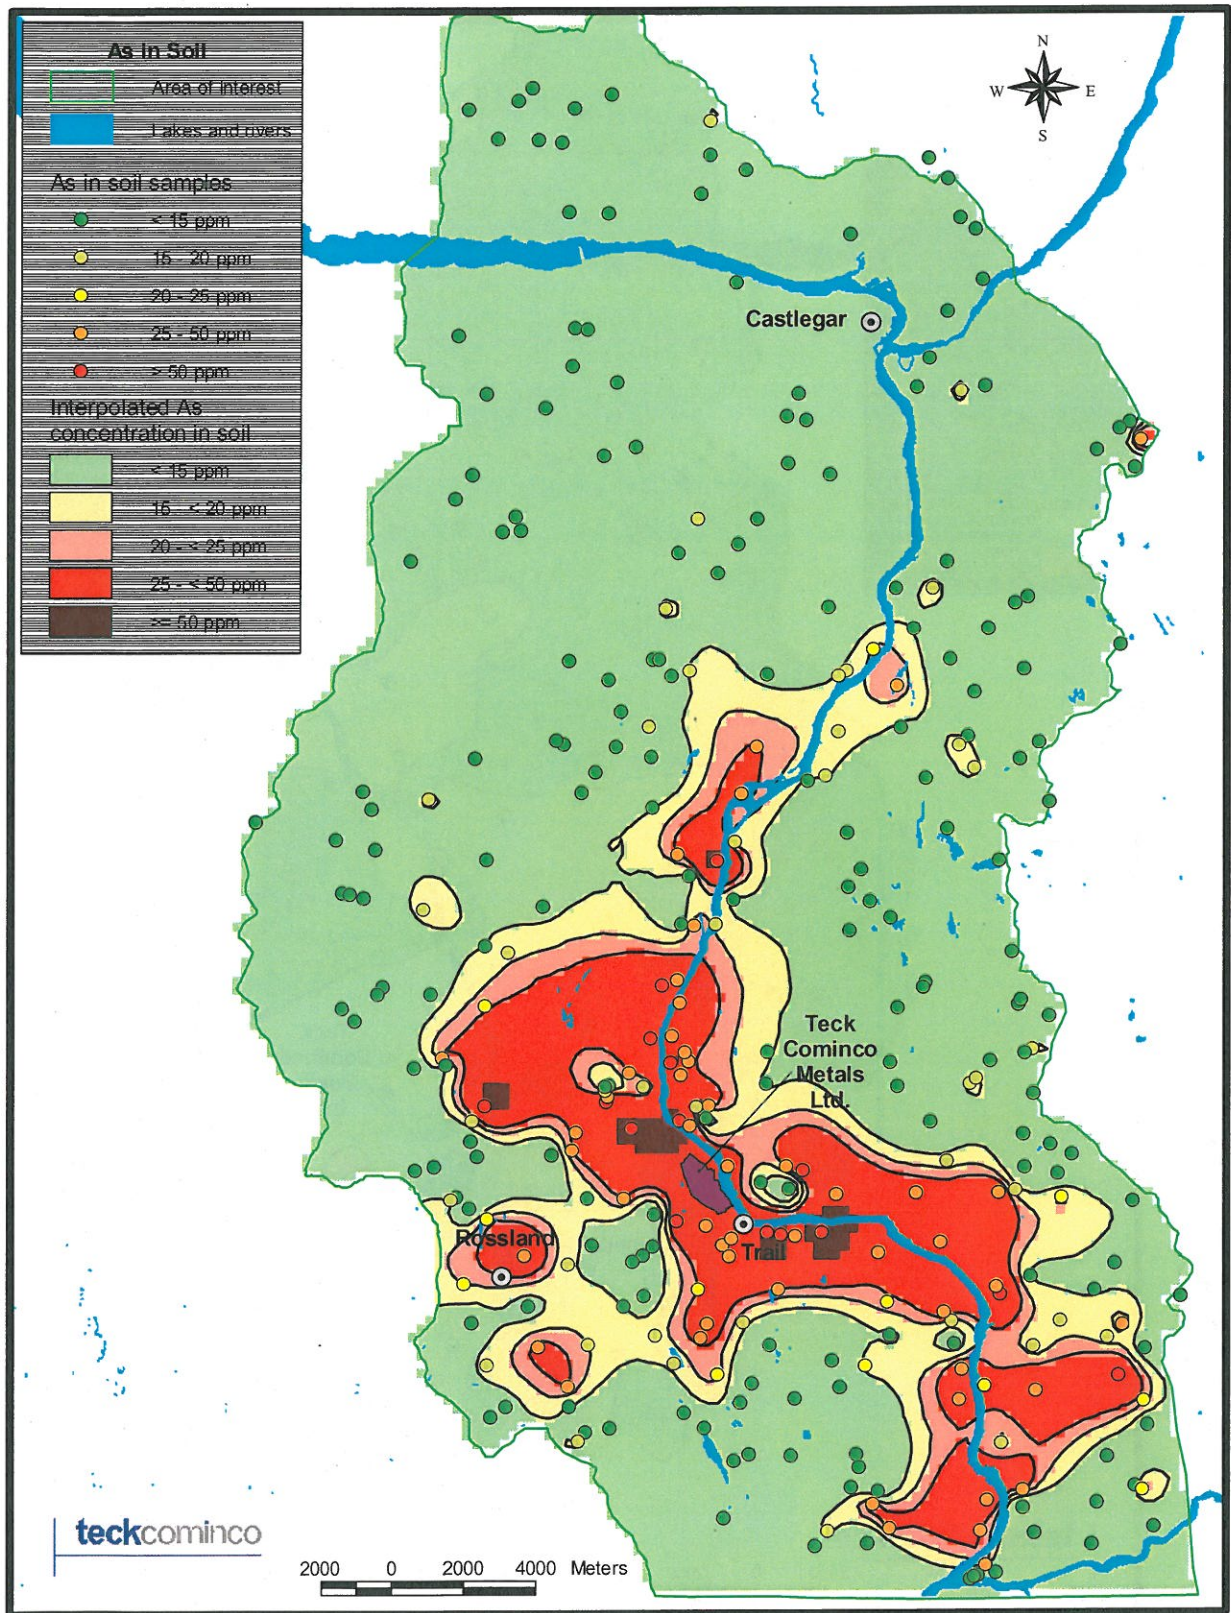 As In Soil
Area of interest
Lakes and rivers
As in soil samples
< 15 ppm
15 - 20 ppm
20 - 25 ppm
25 - 50 ppm
> 50 ppm
Interpolated As
concentration in soil
< 15 ppm
15 - < 20 ppm
20 - < 25 ppm
25 - < 50 ppm
>= 50 ppm
N
W E
S
Castlegar
Teck
Cominco
Metals
Ltd.
Rossland
Trail
teckcominco
2000 0 2000 4000 Meters